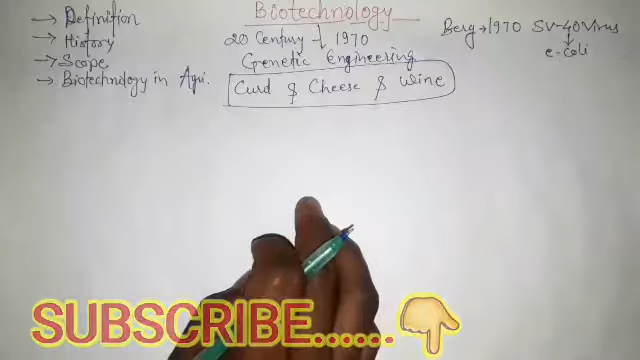 Biotechnology
→ Definition
→ History
→ Scope
→ Biotechnology in Agri.
20 Century → 1970
Genetic Engineering
Curd & Cheese & Wine
Berg → 1970 SV-40 Virus
e-Coli
SUBSCRIBE......